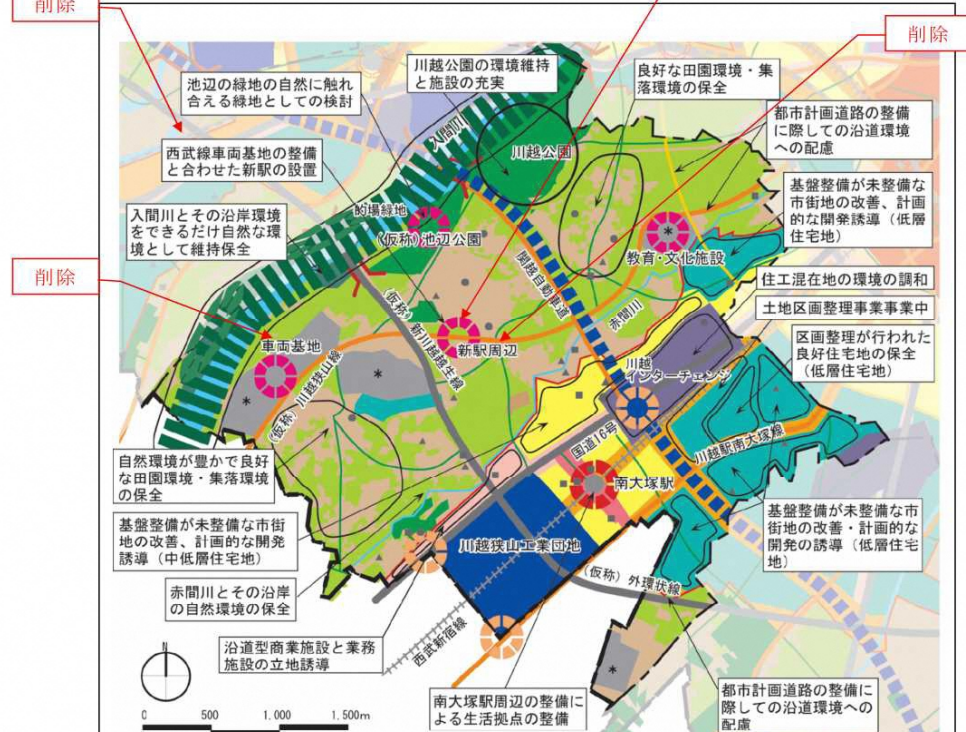 削除
削除
川越公園の環境維持
と施設の充実
良好な田園環境・集
落環境の保全
池辺の緑地の自然に触れ
合える緑地としての検討
都市計画道路の整備
に際しての沿道環境
への配慮
入間川
川越公園
西武線車両基地の整備
と合わせた新駅の設置
基盤整備が未整備な
市街地の改善、計画
的な開発誘導（低層
住宅地）
入間川とその沿岸環境
をできるだけ自然な環
境として維持保全
的場緑地
（仮称）池辺公園
＊
教育・文化施設
関越自動車道
住工混在地の環境の調和
削除
（仮称）新川越越生線
赤間川
土地区画整理事業事業中
区画整理が行われた
良好住宅地の保全
（低層住宅地）
車両基地
新駅周辺
川越
インターチェンジ
＊
＊
（仮称）川越狭山線
国道16号
川越駅南大塚線
自然環境が豊かで良好
な田園環境・集落環境
の保全
南大塚駅
基盤整備が未整備な市街
地の改善、計画的な開発
誘導（中低層住宅地）
基盤整備が未整備な市
街地の改善・計画的な
開発の誘導（低層住宅
地）
川越狭山工業団地
（仮称）外環状線
赤間川とその沿岸
の自然環境の保全
沿道型商業施設と業務
施設の立地誘導
西武新宿線
＊
N
南大塚駅周辺の整備に
よる生活拠点の整備
都市計画道路の整備に
際しての沿道環境への
配慮
0 500 1,000 1,500m